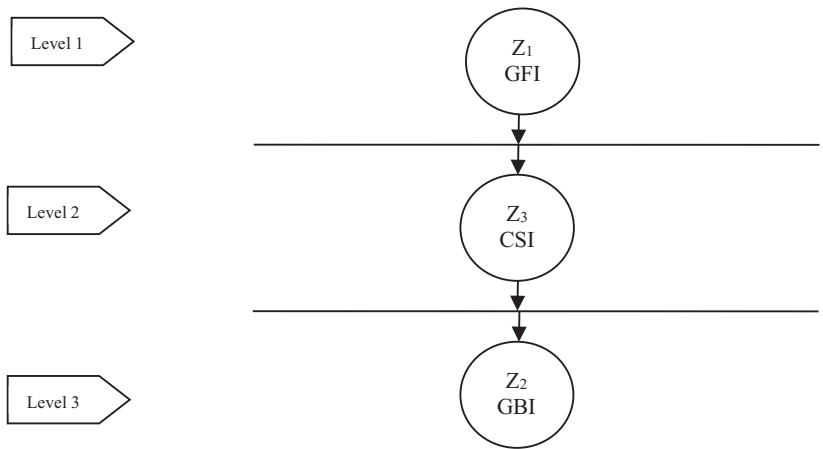 Level 1
Z₁
GFI
Level 2
Z₃
CSI
Level 3
Z₂
GBI